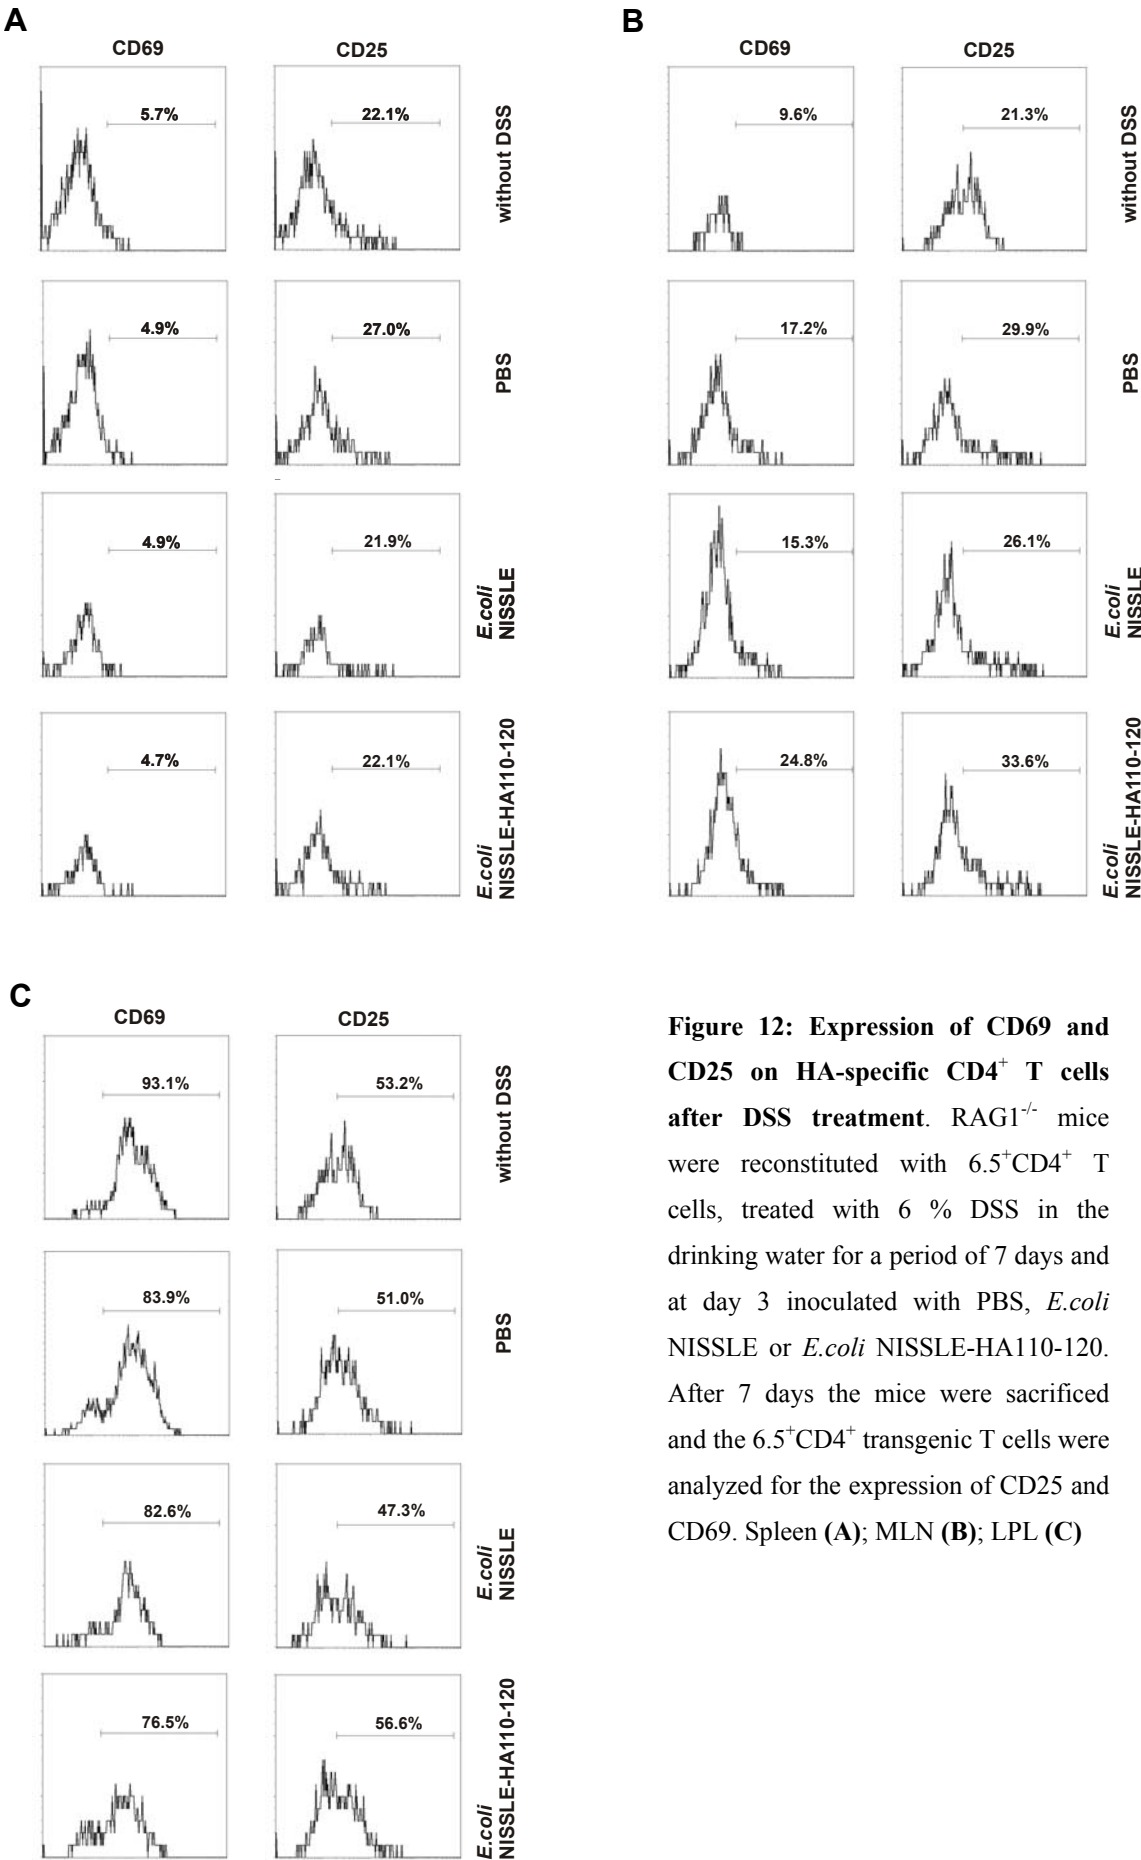 A
CD69 CD25
5.7% 22.1% without DSS
4.9% 27.0% PBS
4.9% 21.9% E.coli NISSLE
4.7% 22.1% E.coli NISSLE-HA110-120
B
CD69 CD25
9.6% 21.3% without DSS
17.2% 29.9% PBS
15.3% 26.1% E.coli NISSLE
24.8% 33.6% E.coli NISSLE-HA110-120
C
CD69 CD25
93.1% 53.2% without DSS
83.9% 51.0% PBS
82.6% 47.3% E.coli NISSLE
76.5% 56.6% E.coli NISSLE-HA110-120
Figure 12: Expression of CD69 and
CD25 on HA-specific CD4⁺ T cells
after DSS treatment. RAG1⁻/⁻ mice
were reconstituted with 6.5⁺CD4⁺ T
cells, treated with 6 % DSS in the
drinking water for a period of 7 days and
at day 3 inoculated with PBS, E.coli
NISSLE or E.coli NISSLE-HA110-120.
After 7 days the mice were sacrificed
and the 6.5⁺CD4⁺ transgenic T cells were
analyzed for the expression of CD25 and
CD69. Spleen (A); MLN (B); LPL (C)